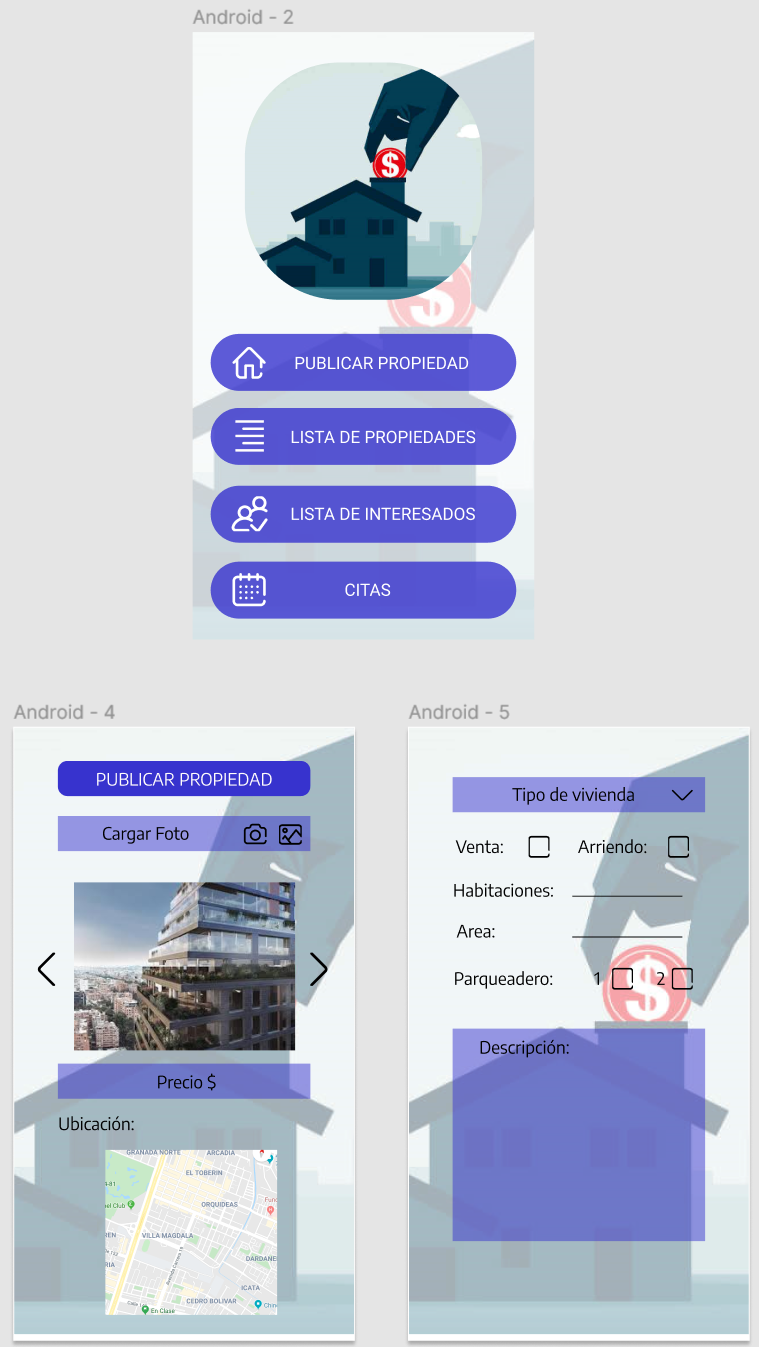 Android - 2
$
$
PUBLICAR PROPIEDAD
LISTA DE PROPIEDADES
LISTA DE INTERESADOS
CITAS
Android - 4
PUBLICAR PROPIEDAD
Cargar Foto
Precio $
Ubicación:
GRANADA NORTE
ARCADIA
EL TOBERIN
ORQUIDEAS
VILLA MAGDALA
DARDANE
ICATA
CEDRO BOLIVAR
En Clase
Android - 5
Tipo de vivienda
Venta:
Arriendo:
Habitaciones:
Area:
Parqueadero: 1 2
$
Descripción: